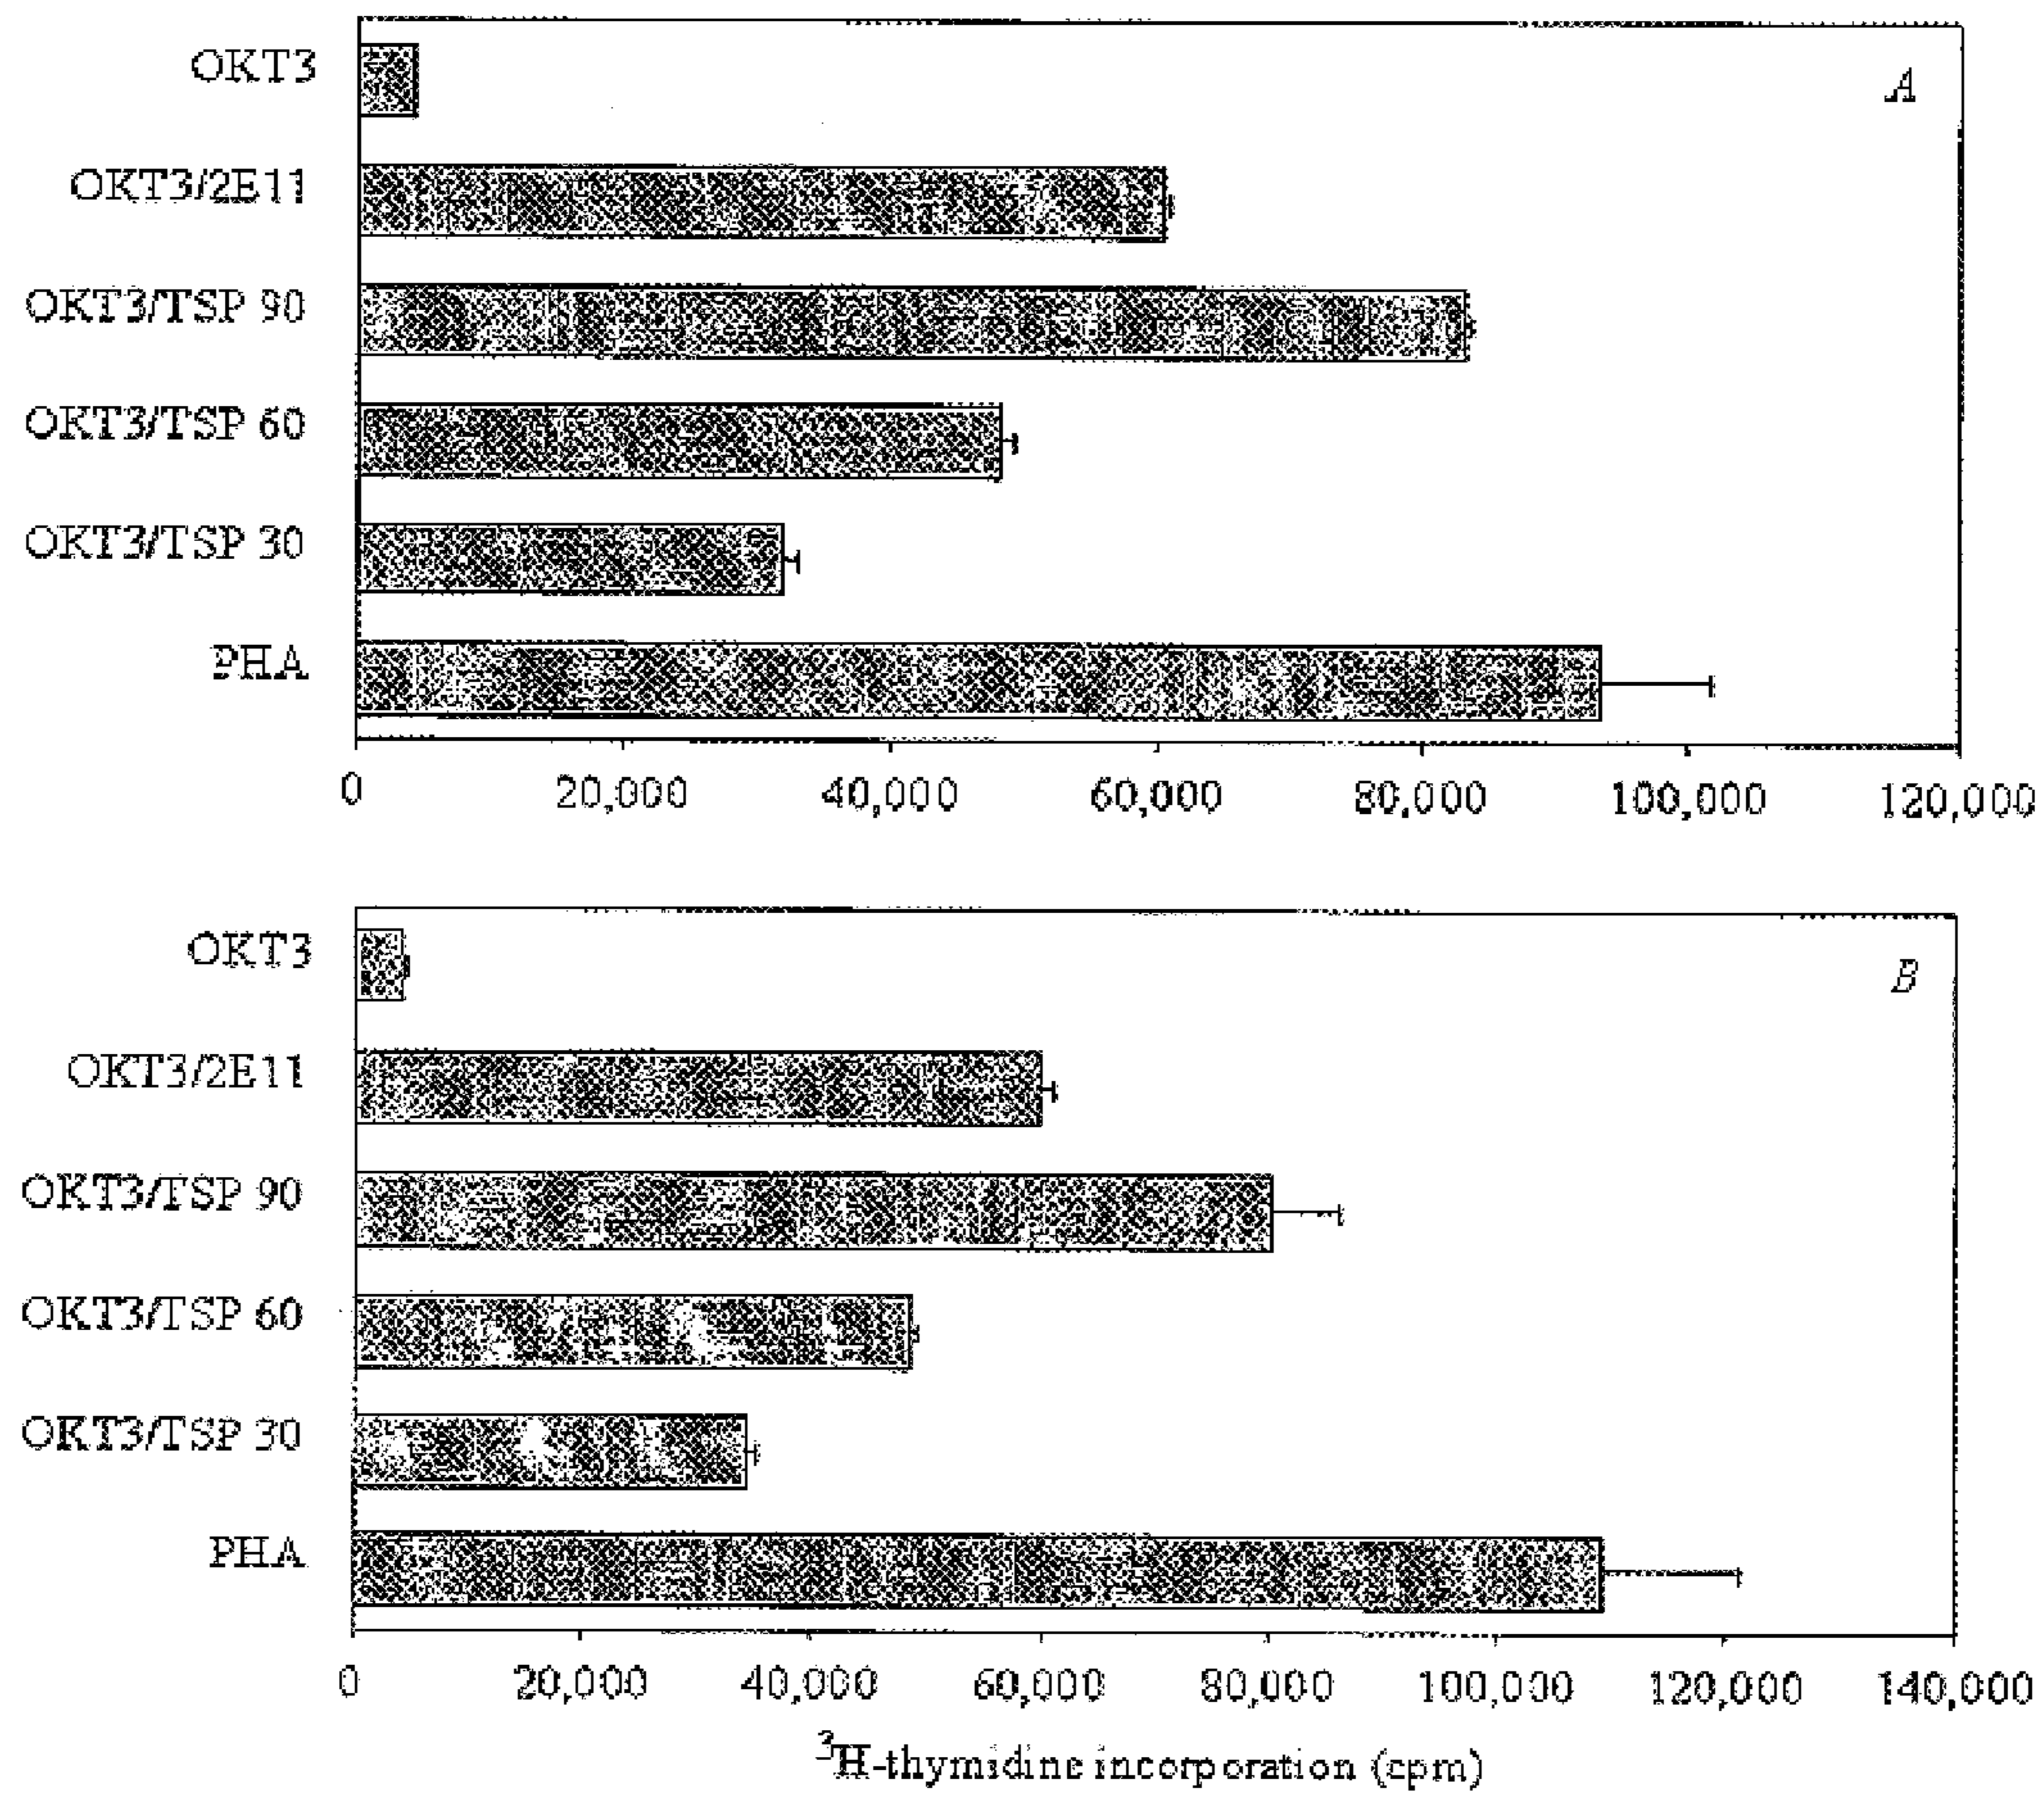 OKT3
A
OKT3/2E11
OKT3/TSP 90
OKT3/TSP 60
OKT3/TSP 30
PHA
0 20,000 40,000 60,000 80,000 100,000 120,000
OKT3
B
OKT3/2E11
OKT3/TSP 90
OKT3/TSP 60
OKT3/TSP 30
PHA
0 20,000 40,000 60,000 80,000 100,000 120,000 140,000
³H-thymidine incorporation (cpm)